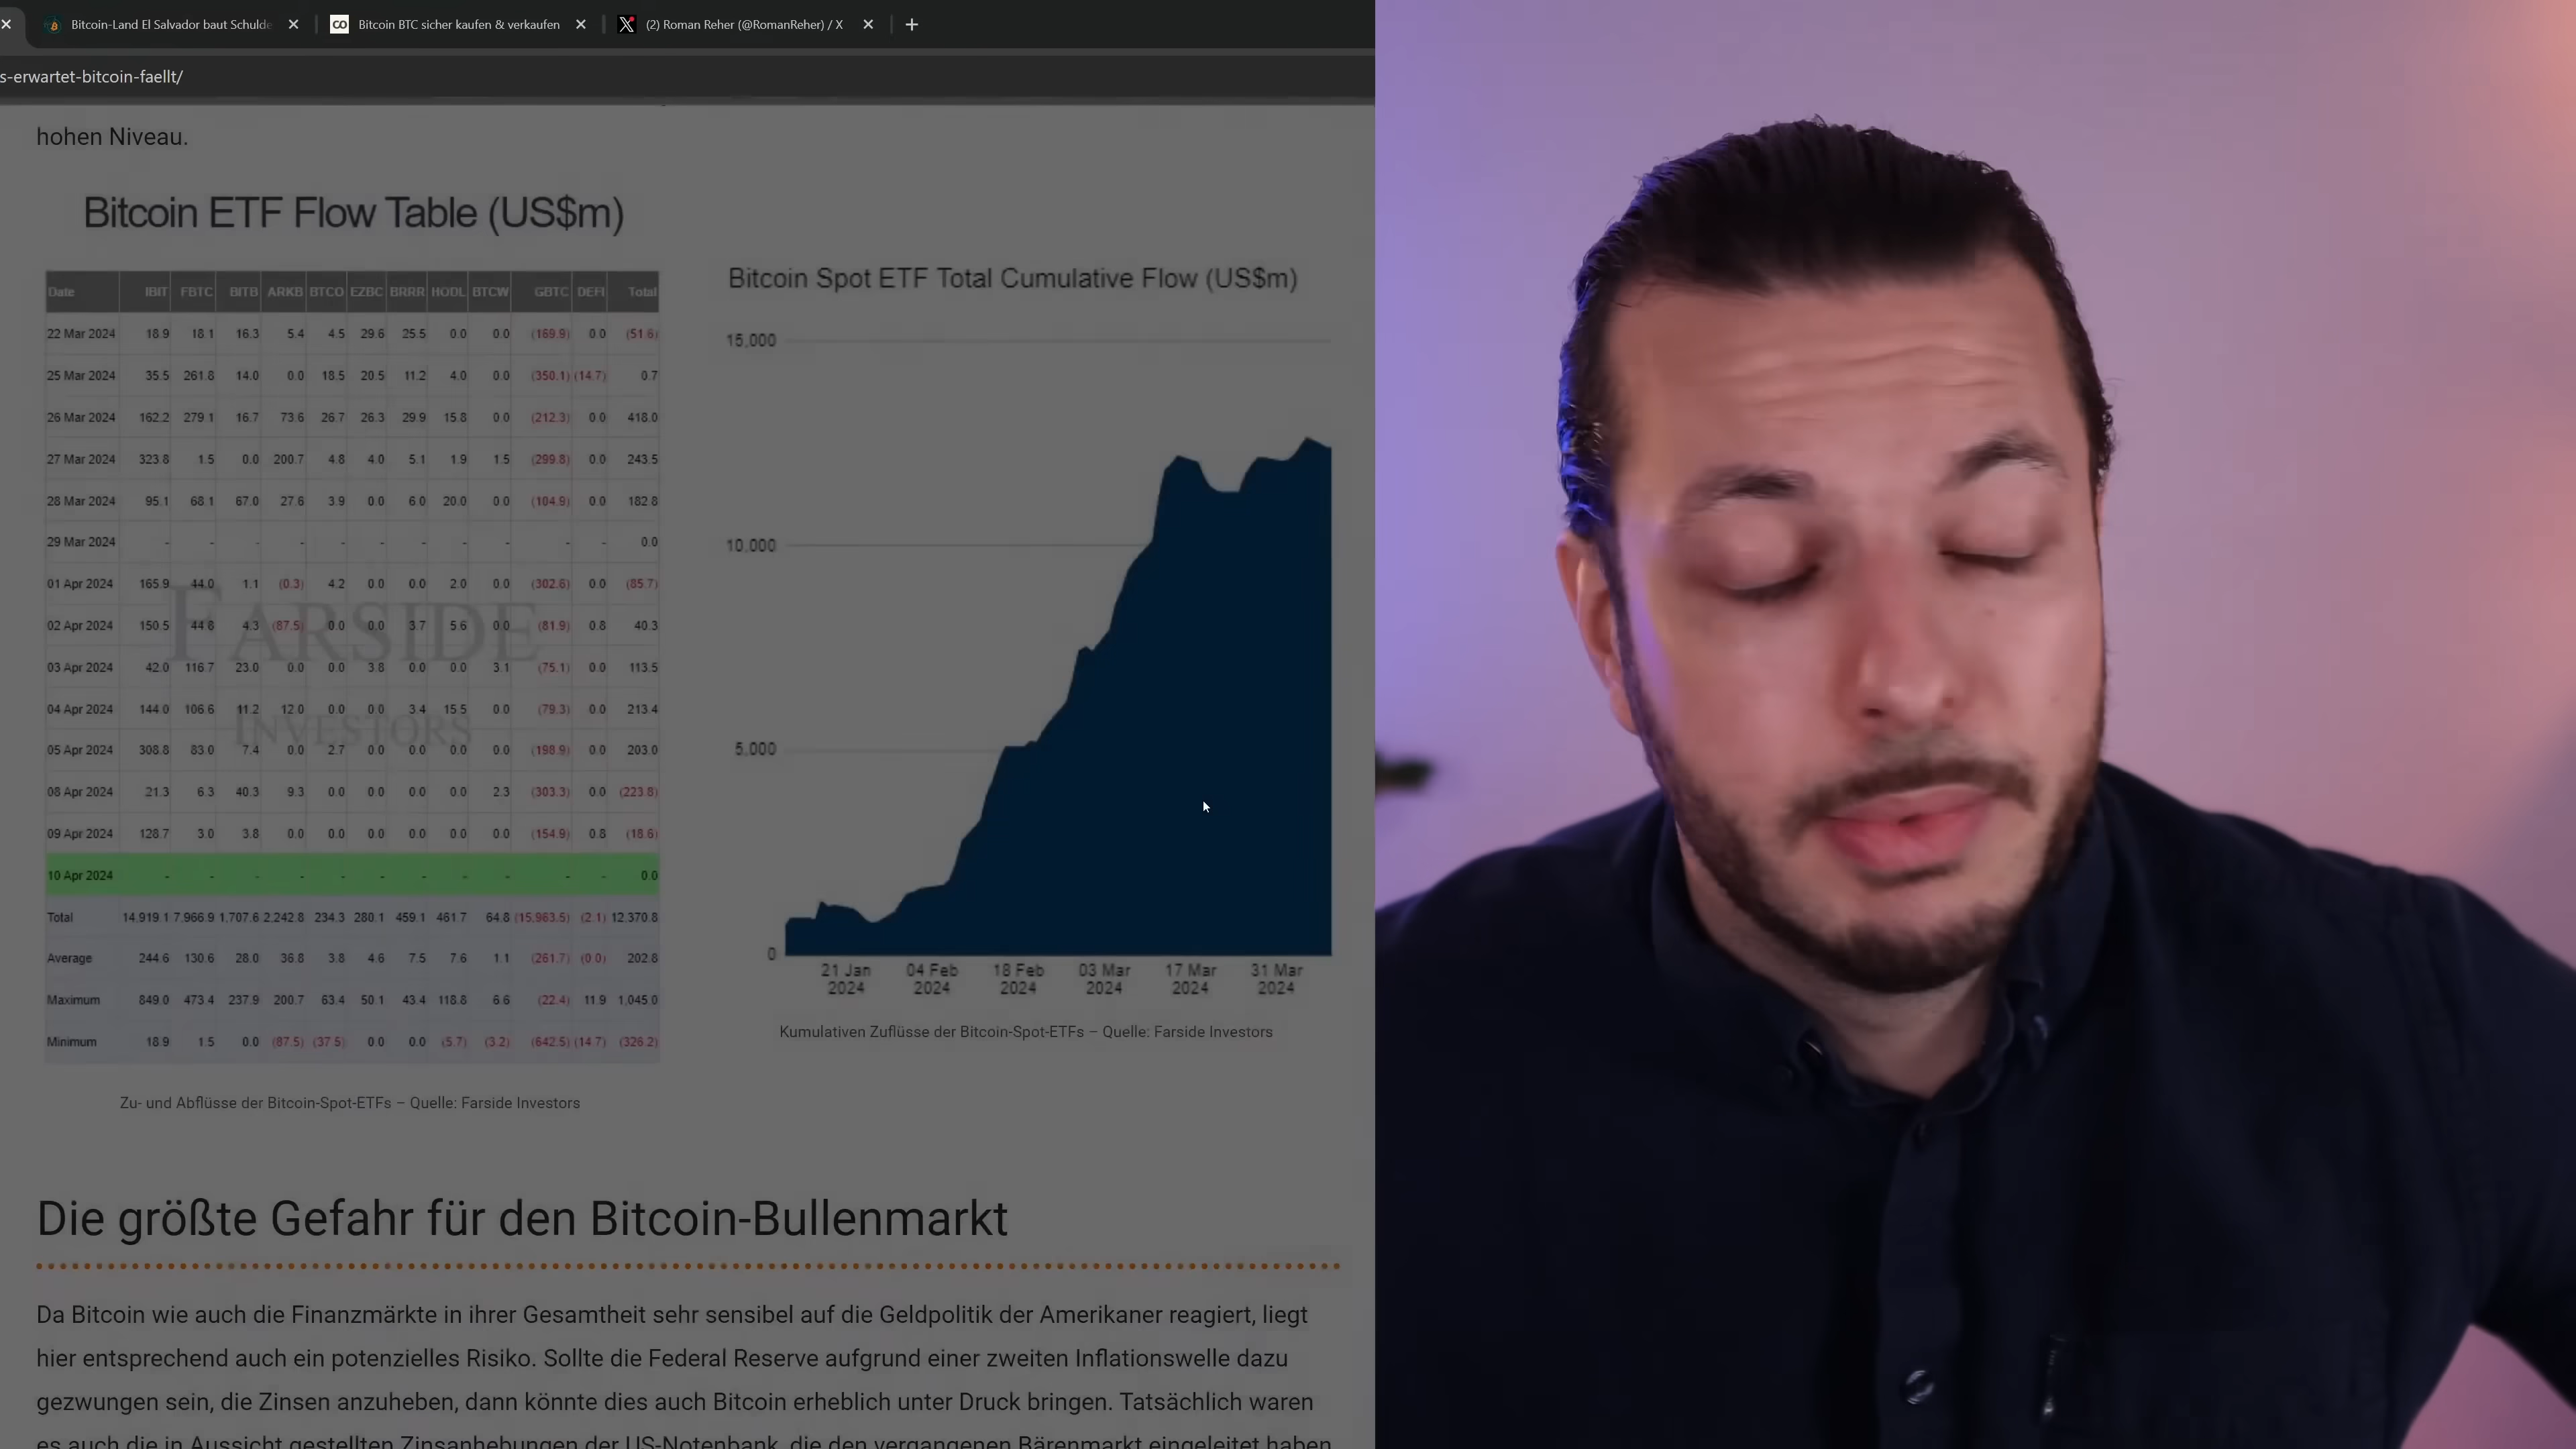 Bitcoin-Land El Salvador baut Schulde
Bitcoin BTC sicher kaufen & verkaufen
(2) Roman Reher (@RomanReher) / X
s-erwartet-bitcoin-faellt/
hohen Niveau.
Bitcoin ETF Flow Table (US$m)
Date IBIT FBTC BITB ARKB BTCO EZBC BRRR HODL BTCW GBTC DEFI Total
22 Mar 2024 18.9 18.1 16.3 5.4 4.5 29.6 25.5 0.0 0.0 (169.9) 0.0 (51.6)
25 Mar 2024 35.5 261.8 14.0 0.0 18.5 20.5 11.2 4.0 0.0 (350.1) (14.7) 0.7
26 Mar 2024 162.2 279.1 16.7 73.6 26.7 26.3 29.9 15.8 0.0 (212.3) 0.0 418.0
27 Mar 2024 323.8 1.5 0.0 200.7 4.8 4.0 5.1 1.9 1.5 (299.8) 0.0 243.5
28 Mar 2024 95.1 68.1 67.0 27.6 3.9 0.0 6.0 20.0 0.0 (104.9) 0.0 182.8
29 Mar 2024 - - - - - - - - - - - 0.0
01 Apr 2024 165.9 44.0 1.1 (0.3) 4.2 0.0 0.0 2.0 0.0 (302.6) 0.0 (85.7)
02 Apr 2024 150.5 44.8 4.3 (87.5) 0.0 0.0 3.7 5.6 0.0 (81.9) 0.8 40.3
03 Apr 2024 42.0 116.7 23.0 0.0 0.0 3.8 0.0 0.0 3.1 (75.1) 0.0 113.5
04 Apr 2024 144.0 106.6 11.2 12.0 0.0 0.0 3.4 15.5 0.0 (79.3) 0.0 213.4
05 Apr 2024 308.8 83.0 7.4 0.0 2.7 0.0 0.0 0.0 0.0 (198.9) 0.0 203.0
08 Apr 2024 21.3 6.3 40.3 9.3 0.0 0.0 0.0 0.0 2.3 (303.3) 0.0 (223.8)
09 Apr 2024 128.7 3.0 3.8 0.0 0.0 0.0 0.0 0.0 0.0 (154.9) 0.8 (18.6)
10 Apr 2024 - - - - - - - - - - - 0.0
Total 14.919.1 7.966.9 1,707.6 2.242.8 234.3 280.1 459.1 461.7 64.8 (15,963.5) (2.1) 12.370.8
Average 244.6 130.6 28.0 36.8 3.8 4.6 7.5 7.6 1.1 (261.7) (0.0) 202.8
Maximum 849.0 473.4 237.9 200.7 63.4 50.1 43.4 118.8 6.6 (22.4) 11.9 1,045.0
Minimum 18.9 1.5 0.0 (87.5) (37.5) 0.0 0.0 (5.7) (3.2) (642.5) (14.7) (326.2)
FARSIDE
INVESTORS
Zu- und Abflüsse der Bitcoin-Spot-ETFs – Quelle: Farside Investors
Bitcoin Spot ETF Total Cumulative Flow (US$m)
15,000
10,000
5,000
0
21 Jan 04 Feb 18 Feb 03 Mar 17 Mar 31 Mar
2024 2024 2024 2024 2024 2024
Kumulativen Zuflüsse der Bitcoin-Spot-ETFs – Quelle: Farside Investors
Die größte Gefahr für den Bitcoin-Bullenmarkt
Da Bitcoin wie auch die Finanzmärkte in ihrer Gesamtheit sehr sensibel auf die Geldpolitik der Amerikaner reagiert, liegt
hier entsprechend auch ein potenzielles Risiko. Sollte die Federal Reserve aufgrund einer zweiten Inflationswelle dazu
gezwungen sein, die Zinsen anzuheben, dann könnte dies auch Bitcoin erheblich unter Druck bringen. Tatsächlich waren
es auch die in Aussicht gestellten Zinsanhebungen der US-Notenbank, die den vergangenen Bärenmarkt eingeleitet haben